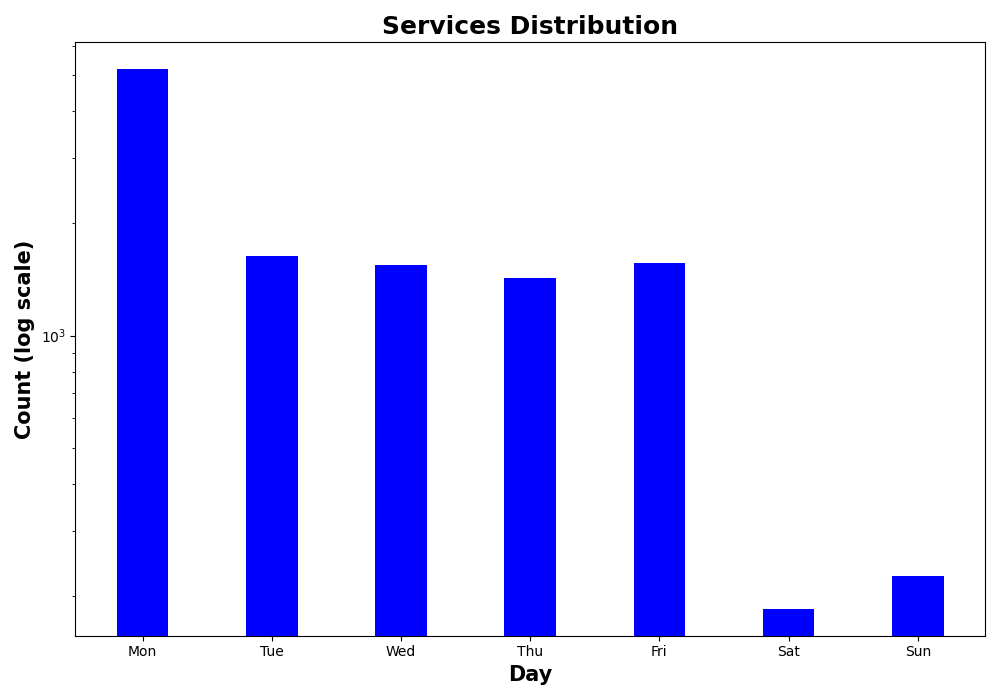 Services Distribution
Count (log scale)
10³
Mon Tue Wed Thu Fri Sat Sun
Day